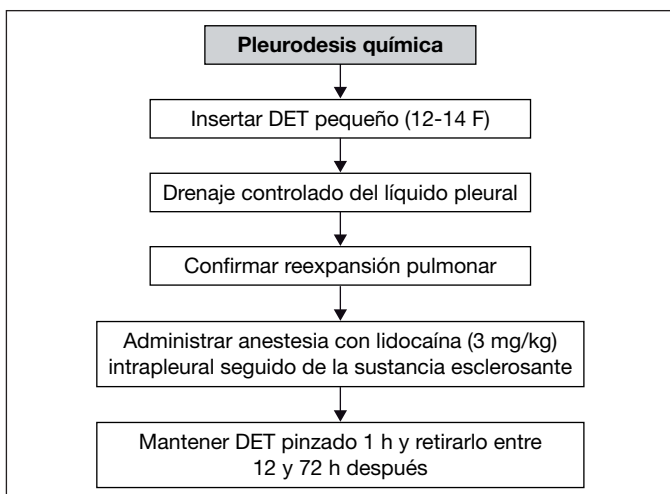 Pleurodesis química
Insertar DET pequeño (12-14 F)
Drenaje controlado del líquido pleural
Confirmar reexpansión pulmonar
Administrar anestesia con lidocaína (3 mg/kg)
intrapleural seguido de la sustancia esclerosante
Mantener DET pinzado 1 h y retirarlo entre
12 y 72 h después